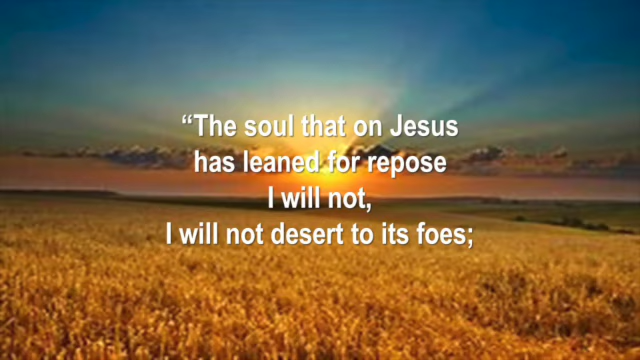 “The soul that on Jesus
has leaned for repose
I will not,
I will not desert to its foes;